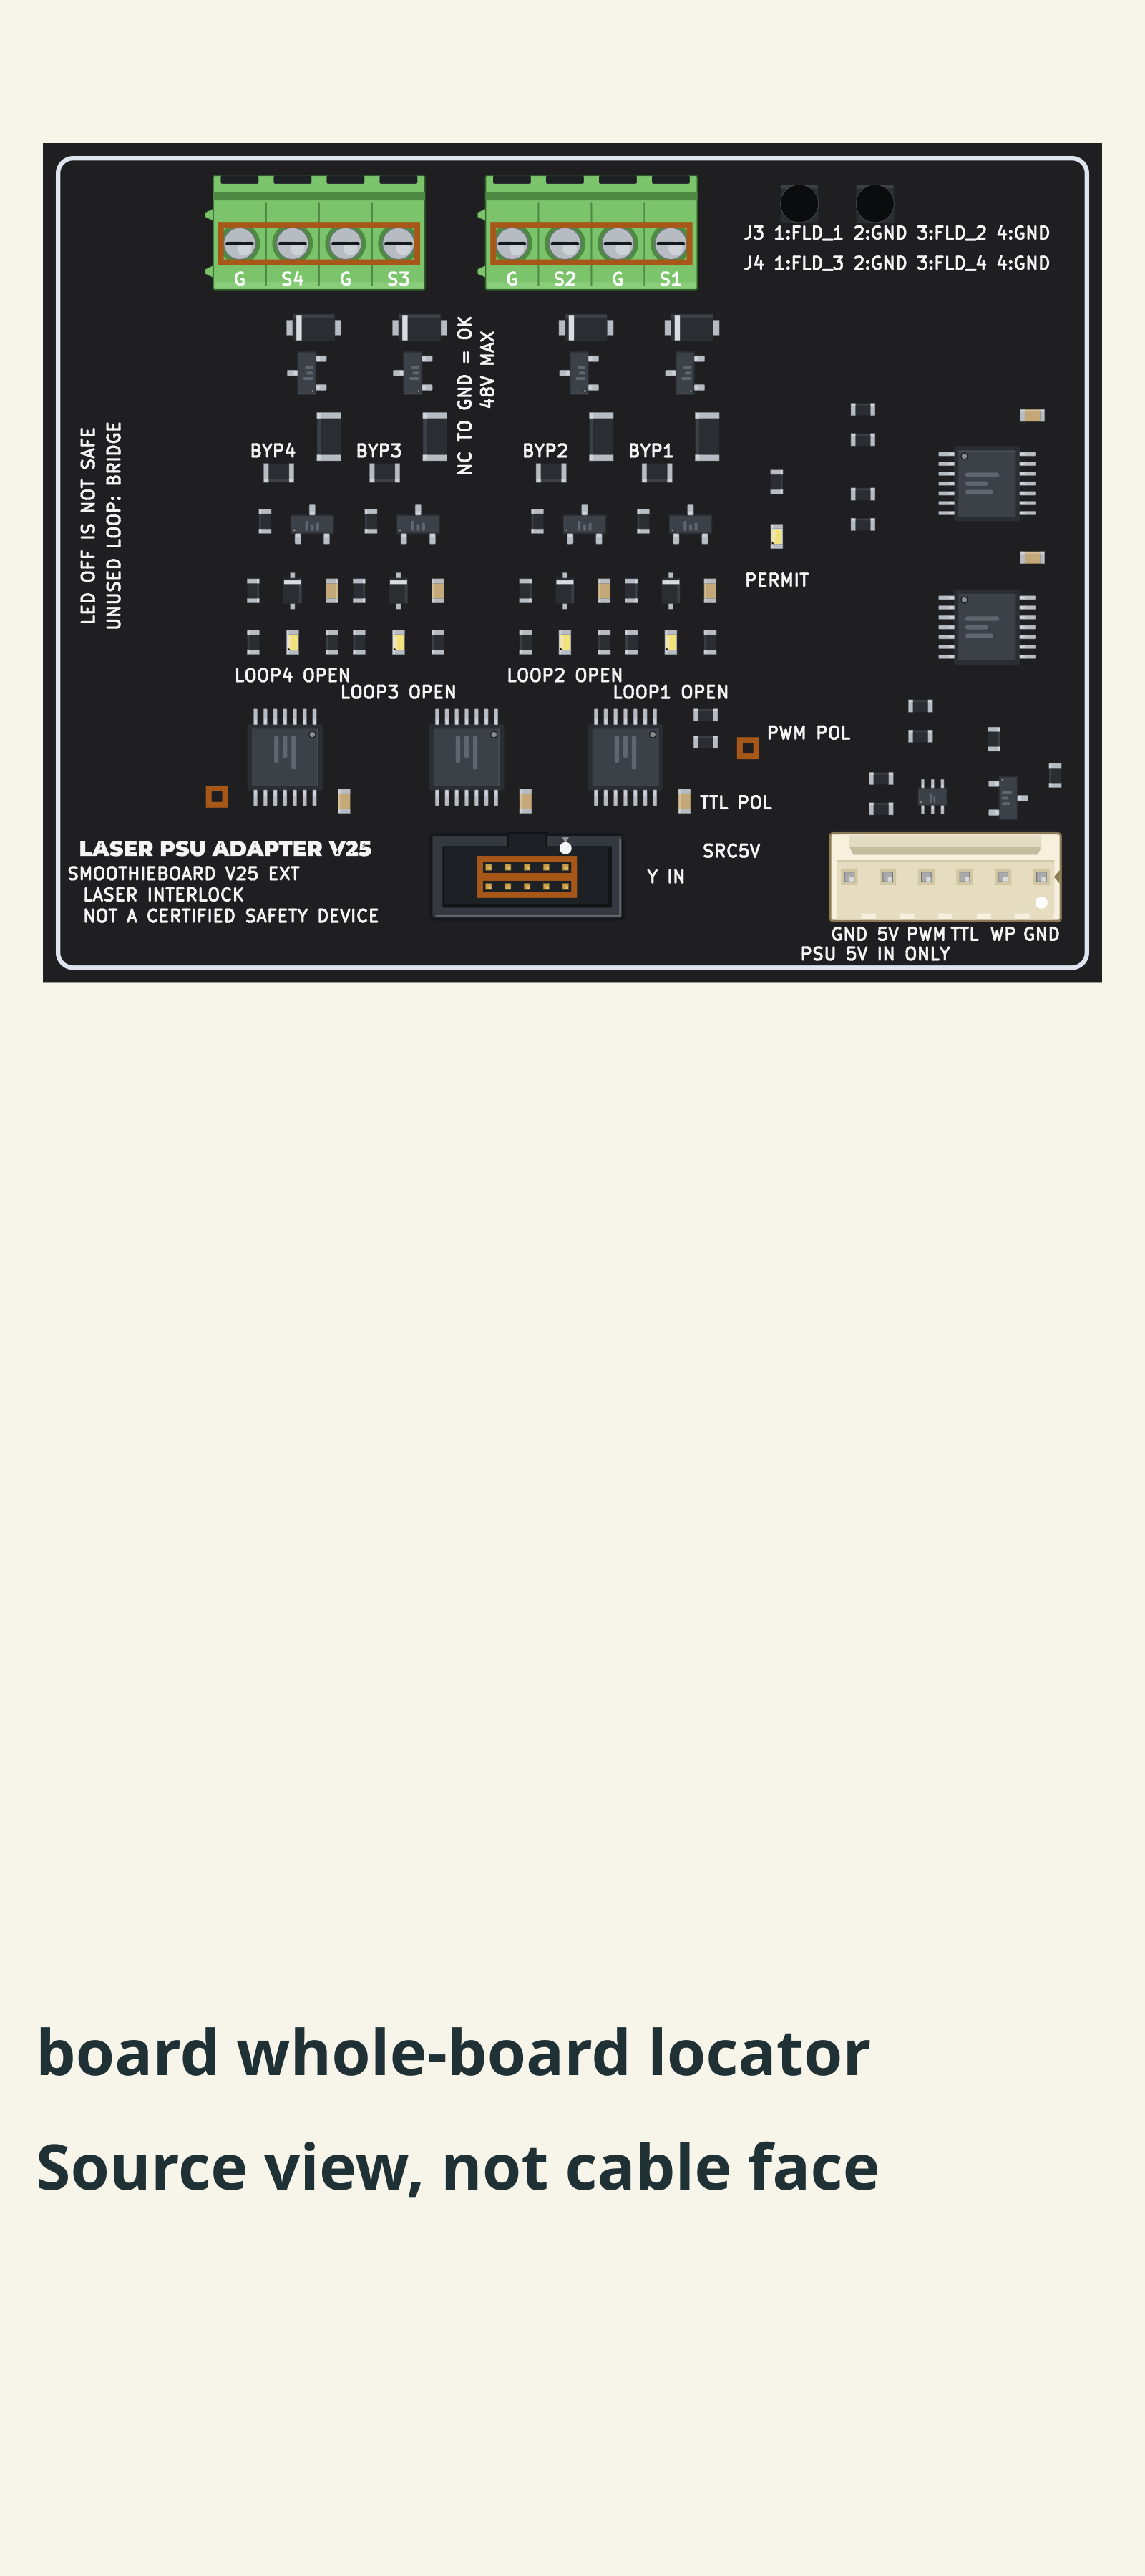 J3 1:FLD_1 2:GND 3:FLD_2 4:GND
J4 1:FLD_3 2:GND 3:FLD_4 4:GND
G S4 G S3
G S2 G S1
NC TO GND = OK
48V MAX
LED OFF IS NOT SAFE
UNUSED LOOP: BRIDGE
BYP4
BYP3
BYP2
BYP1
PERMIT
LOOP4 OPEN
LOOP3 OPEN
LOOP2 OPEN
LOOP1 OPEN
PWM POL
TTL POL
SRC5V
Y IN
LASER PSU ADAPTER V25
SMOOTHIEBOARD V25 EXT
LASER INTERLOCK
NOT A CERTIFIED SAFETY DEVICE
GND 5V PWM TTL WP GND
PSU 5V IN ONLY
board whole-board locator
Source view, not cable face